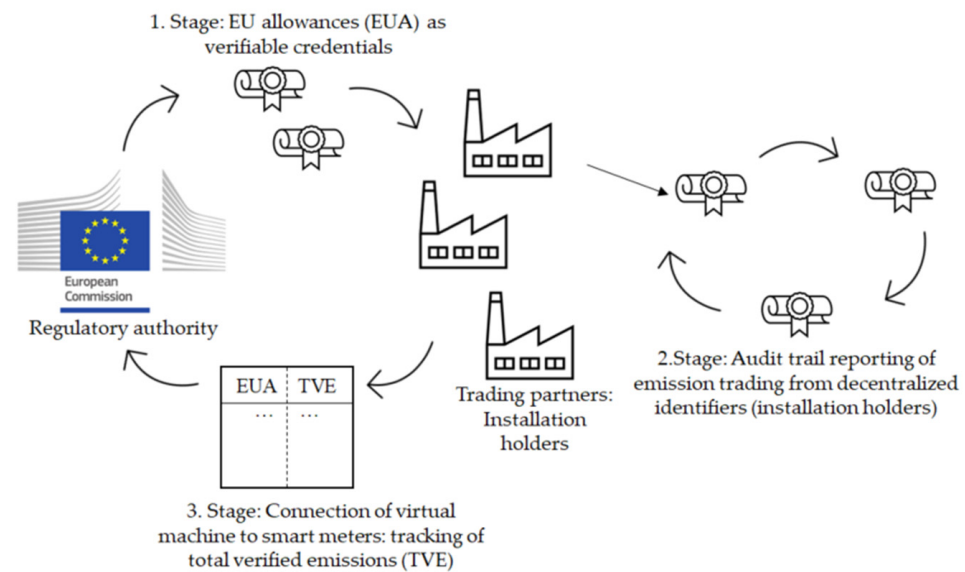 1. Stage: EU allowances (EUA) as
verifiable credentials
European
Commission
Regulatory authority
EUA TVE
... ...
Trading partners:
Installation
holders
2.Stage: Audit trail reporting of
emission trading from decentralized
identifiers (installation holders)
3. Stage: Connection of virtual
machine to smart meters: tracking of
total verified emissions (TVE)